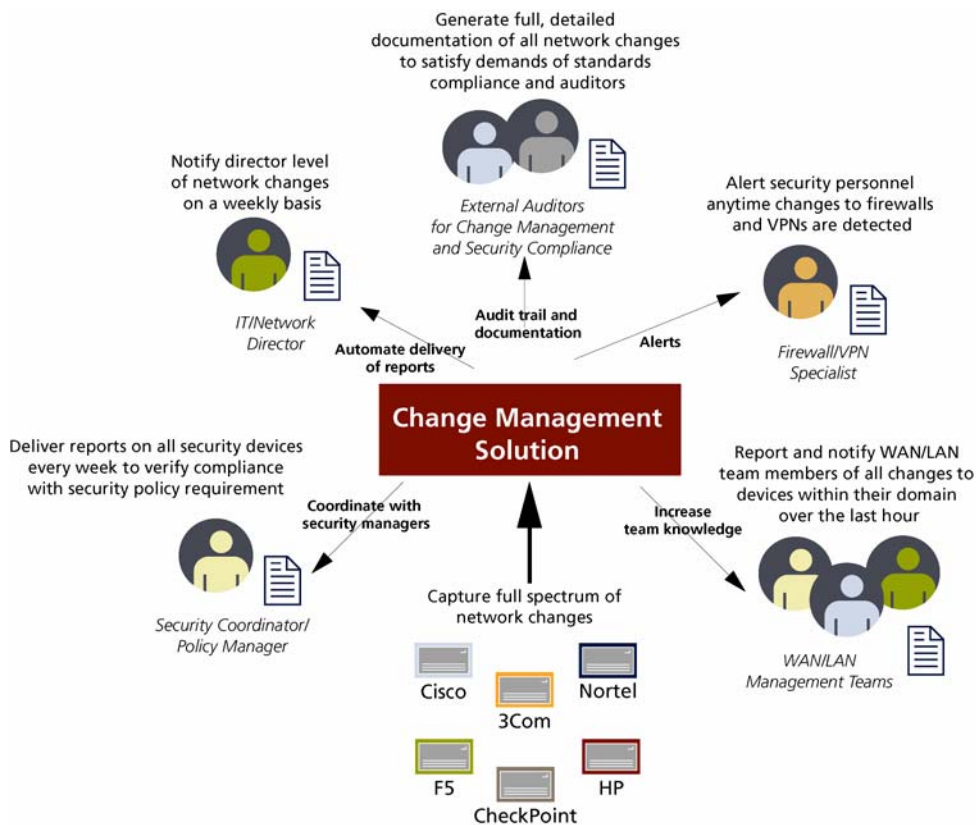 Generate full, detailed
documentation of all network changes
to satisfy demands of standards
compliance and auditors
External Auditors
for Change Management
and Security Compliance
Notify director level
of network changes
on a weekly basis
IT/Network
Director
Alert security personnel
anytime changes to firewalls
and VPNs are detected
Firewall/VPN
Specialist
Audit trail and
documentation
Automate delivery
of reports
Alerts
Change Management
Solution
Deliver reports on all security devices
every week to verify compliance
with security policy requirement
Coordinate with
security managers
Security Coordinator/
Policy Manager
Report and notify WAN/LAN
team members of all changes to
devices within their domain
over the last hour
Increase
team knowledge
WAN/LAN
Management Teams
Capture full spectrum of
network changes
Cisco
3Com
Nortel
F5
CheckPoint
HP